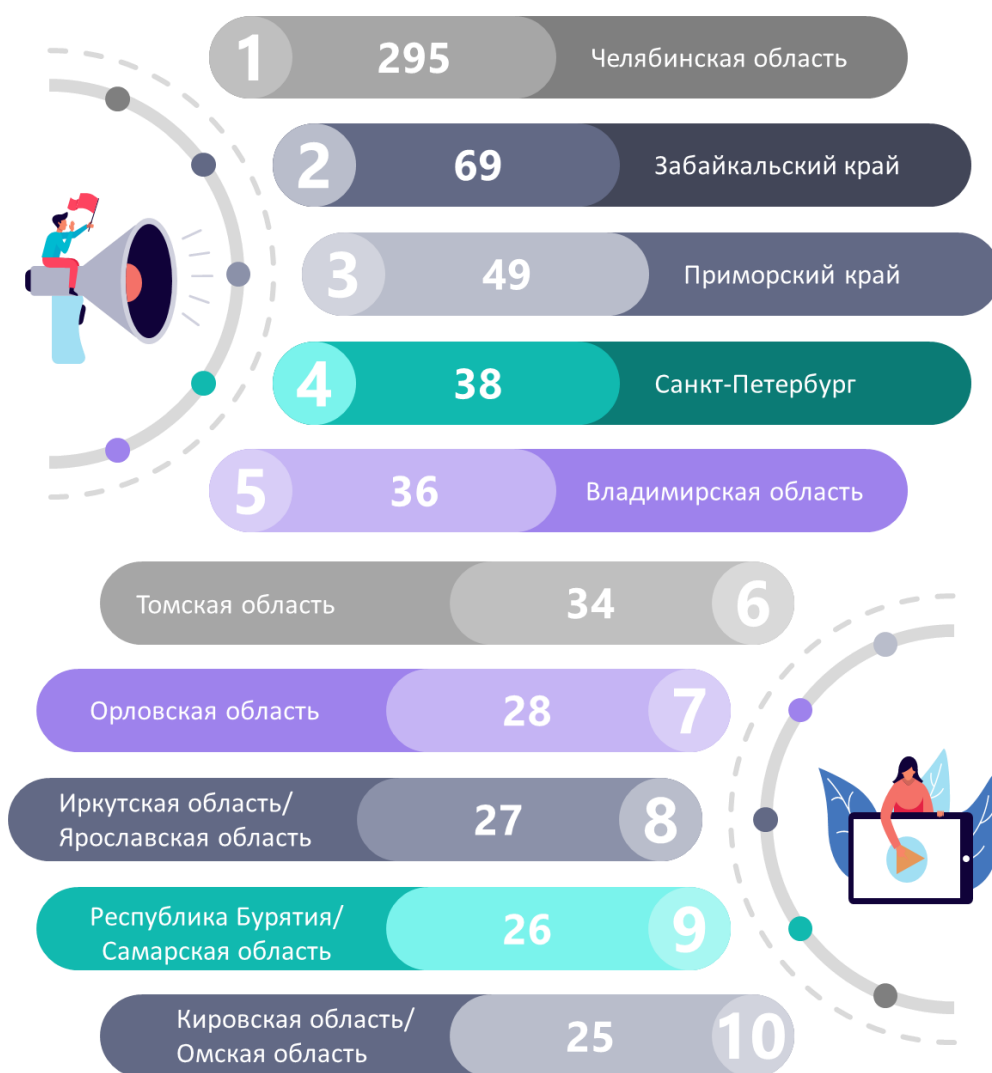 1 295 Челябинская область
2 69 Забайкальский край
3 49 Приморский край
4 38 Санкт-Петербург
5 36 Владимирская область
Томская область 34 6
Орловская область 28 7
Иркутская область/
Ярославская область 27 8
Республика Бурятия/
Самарская область 26 9
Кировская область/
Омская область 25 10